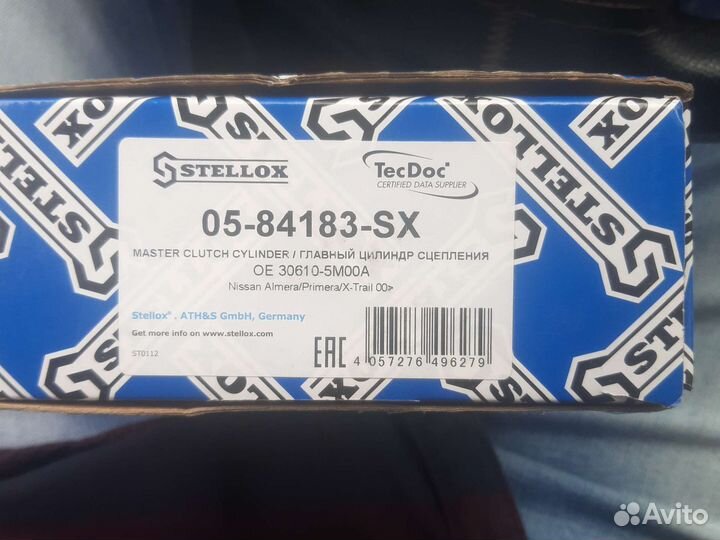 STELLOX
TecDoc
CERTIFIED DATA SUPPLIER
05-84183-SX
MASTER CLUTCH CYLINDER / ГЛАВНЫЙ ЦИЛИНДР СЦЕПЛЕНИЯ
OE 30610-5M00A
Nissan Almera/Primera/X-Trail 00>
Stellox® . ATH&S GmbH, Germany
Get more info on www.stellox.com
ST0112
EAC
4 057276 496279
STELLOX
STELLOX
STELLOX
Avito